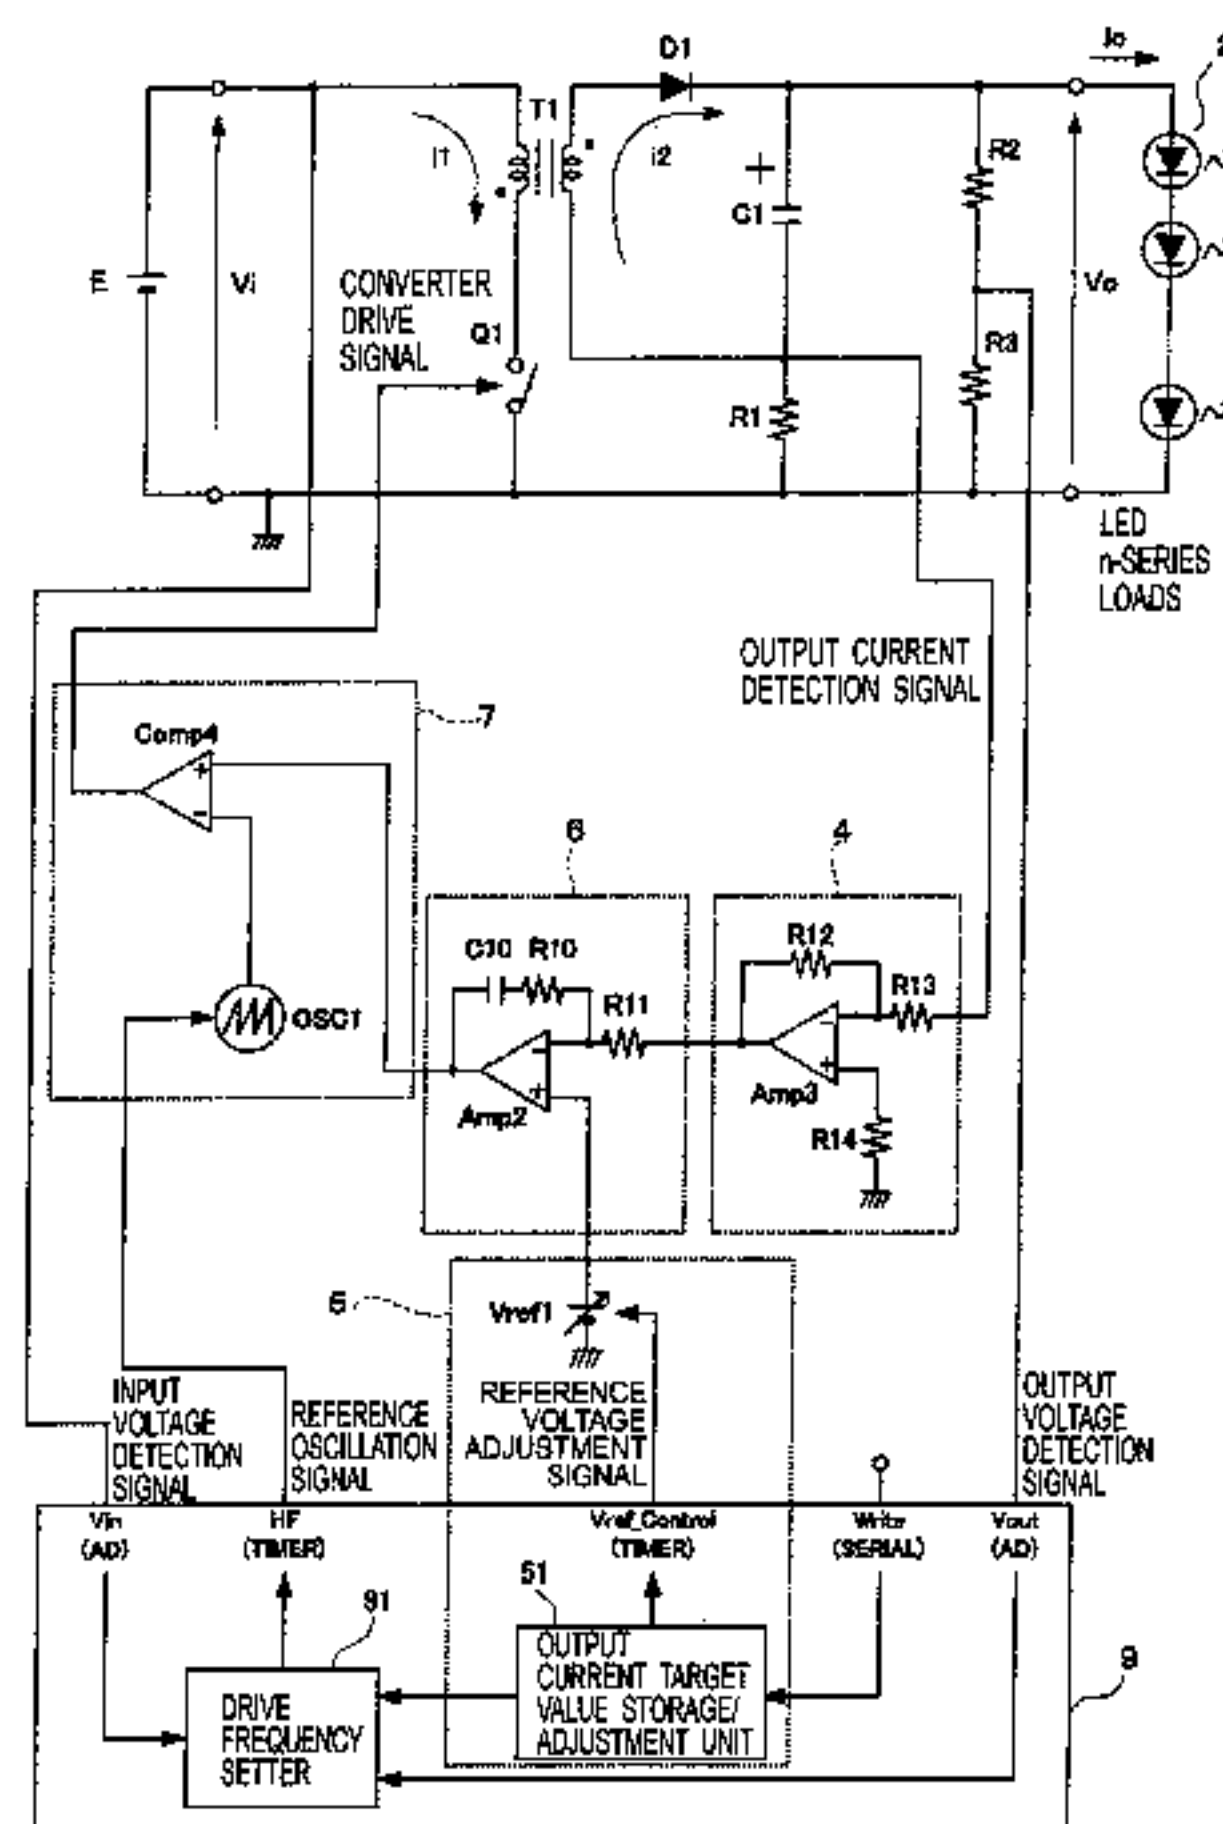 D1
Io
2
T1
i1
i2
R2
+
C1
E
Vi
CONVERTER
DRIVE
SIGNAL
Q1
Vo
R3
R1
LED
n-SERIES
LOADS
OUTPUT CURRENT
DETECTION SIGNAL
7
Comp4
+
−
6
4
C10 R10
R12
R11
R13
OSC1
−
+
Amp2
−
+
Amp3
R14
5
Vref1
INPUT
VOLTAGE
DETECTION
SIGNAL
REFERENCE
OSCILLATION
SIGNAL
REFERENCE
VOLTAGE
ADJUSTMENT
SIGNAL
OUTPUT
VOLTAGE
DETECTION
SIGNAL
Vin
(AD)
HF
(TIMER)
Vref_Control
(TIMER)
Write
(SERIAL)
Vout
(AD)
91
51
9
DRIVE
FREQUENCY
SETTER
OUTPUT
CURRENT TARGET
VALUE STORAGE/
ADJUSTMENT UNIT